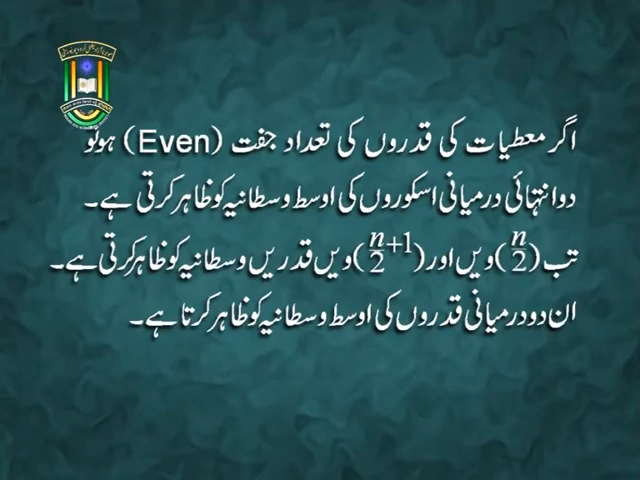 اگر معطیات کی قدروں کی تعداد جفت (Even) ہو تو
دو انتہائی درمیانی اسکوروں کی اوسط وسطانیہ کو ظاہر کرتی ہے۔
تب (n/2) ویں اور (n/2 +1) ویں قدریں وسطانیہ کو ظاہر کرتی ہے۔
ان دو درمیانی قدروں کی اوسط وسطانیہ کو ظاہر کرتا ہے۔